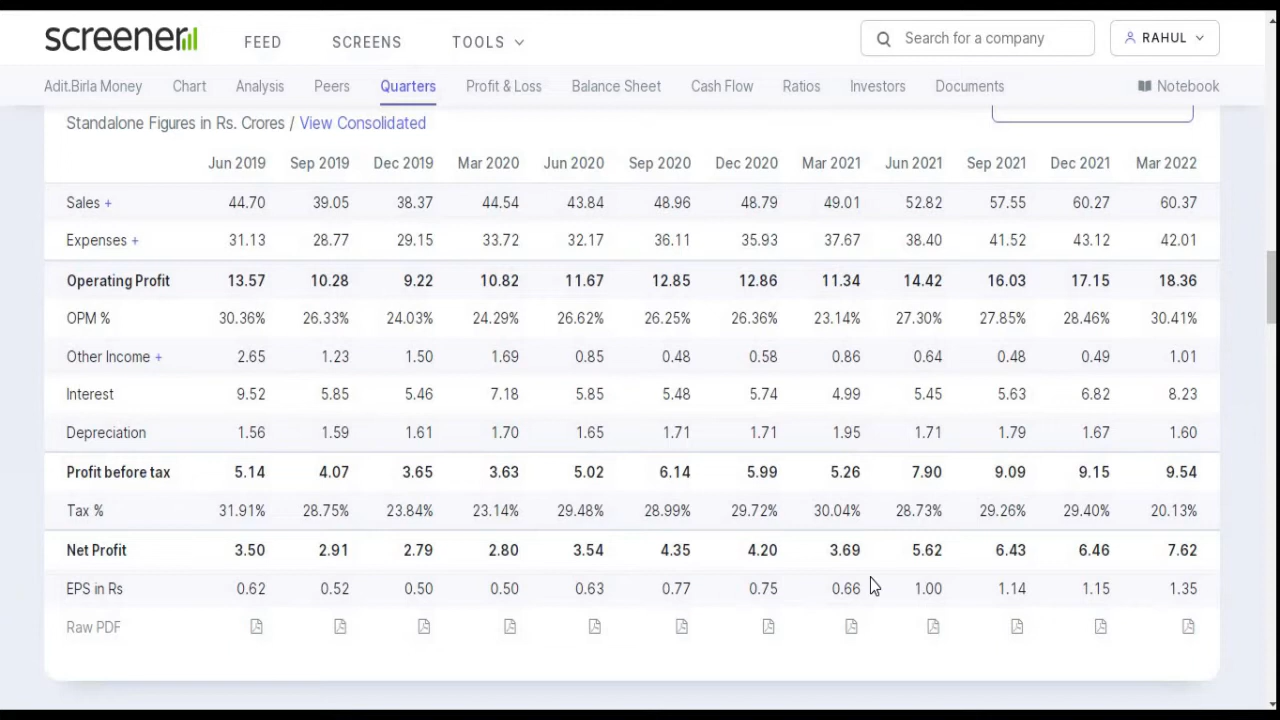 screener FEED SCREENS TOOLS Search for a company RAHUL
Adit.Birla Money Chart Analysis Peers Quarters Profit & Loss Balance Sheet Cash Flow Ratios Investors Documents Notebook
Standalone Figures in Rs. Crores / View Consolidated
Jun 2019 Sep 2019 Dec 2019 Mar 2020 Jun 2020 Sep 2020 Dec 2020 Mar 2021 Jun 2021 Sep 2021 Dec 2021 Mar 2022
Sales + 44.70 39.05 38.37 44.54 43.84 48.96 48.79 49.01 52.82 57.55 60.27 60.37
Expenses + 31.13 28.77 29.15 33.72 32.17 36.11 35.93 37.67 38.40 41.52 43.12 42.01
Operating Profit 13.57 10.28 9.22 10.82 11.67 12.85 12.86 11.34 14.42 16.03 17.15 18.36
OPM % 30.36% 26.33% 24.03% 24.29% 26.62% 26.25% 26.36% 23.14% 27.30% 27.85% 28.46% 30.41%
Other Income + 2.65 1.23 1.50 1.69 0.85 0.48 0.58 0.86 0.64 0.48 0.49 1.01
Interest 9.52 5.85 5.46 7.18 5.85 5.48 5.74 4.99 5.45 5.63 6.82 8.23
Depreciation 1.56 1.59 1.61 1.70 1.65 1.71 1.71 1.95 1.71 1.79 1.67 1.60
Profit before tax 5.14 4.07 3.65 3.63 5.02 6.14 5.99 5.26 7.90 9.09 9.15 9.54
Tax % 31.91% 28.75% 23.84% 23.14% 29.48% 28.99% 29.72% 30.04% 28.73% 29.26% 29.40% 20.13%
Net Profit 3.50 2.91 2.79 2.80 3.54 4.35 4.20 3.69 5.62 6.43 6.46 7.62
EPS in Rs 0.62 0.52 0.50 0.50 0.63 0.77 0.75 0.66 1.00 1.14 1.15 1.35
Raw PDF